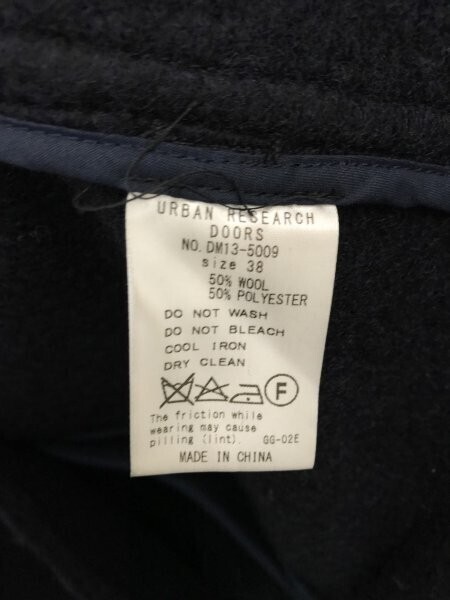 URBAN RESEARCH
DOORS
NO. DM13-5009
size 38
50% WOOL
50% POLYESTER
DO NOT WASH
DO NOT BLEACH
COOL IRON
DRY CLEAN
F
The friction while
wearing may cause
pilling (lint). GG-02E
MADE IN CHINA